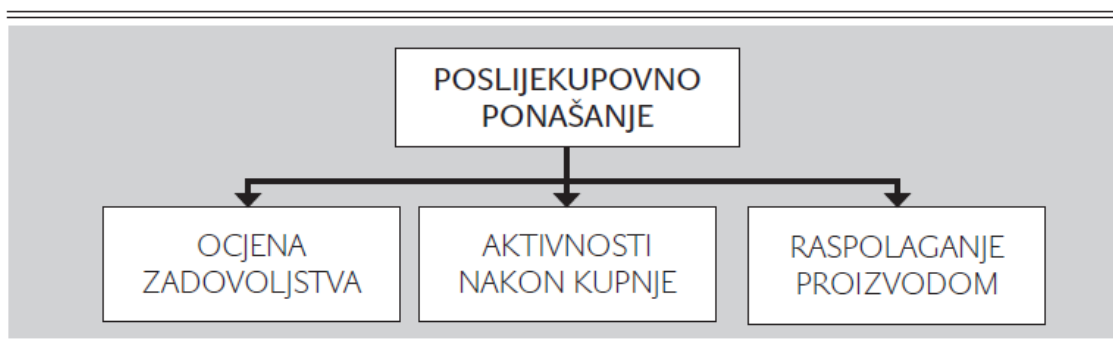 POSLIJEKUPOVNO
PONAŠANJE
OCJENA
ZADOVOLJSTVA
AKTIVNOSTI
NAKON KUPNJE
RASPOLAGANJE
PROIZVODOM